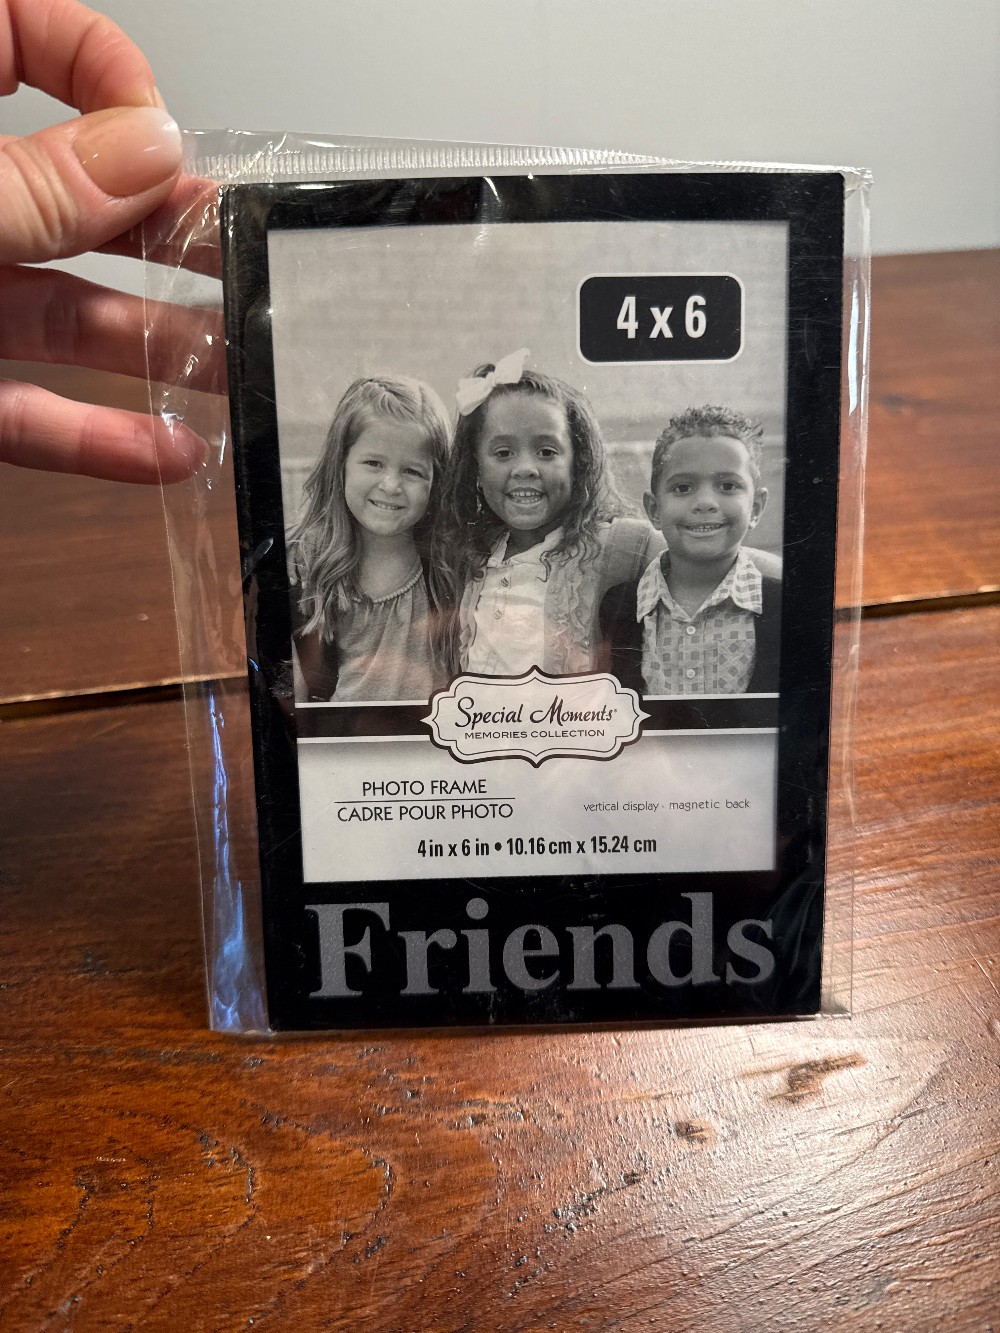 4 x 6
Special Moments®
MEMORIES COLLECTION
PHOTO FRAME
CADRE POUR PHOTO
vertical display · magnetic back
4 in x 6 in • 10.16 cm x 15.24 cm
Friends